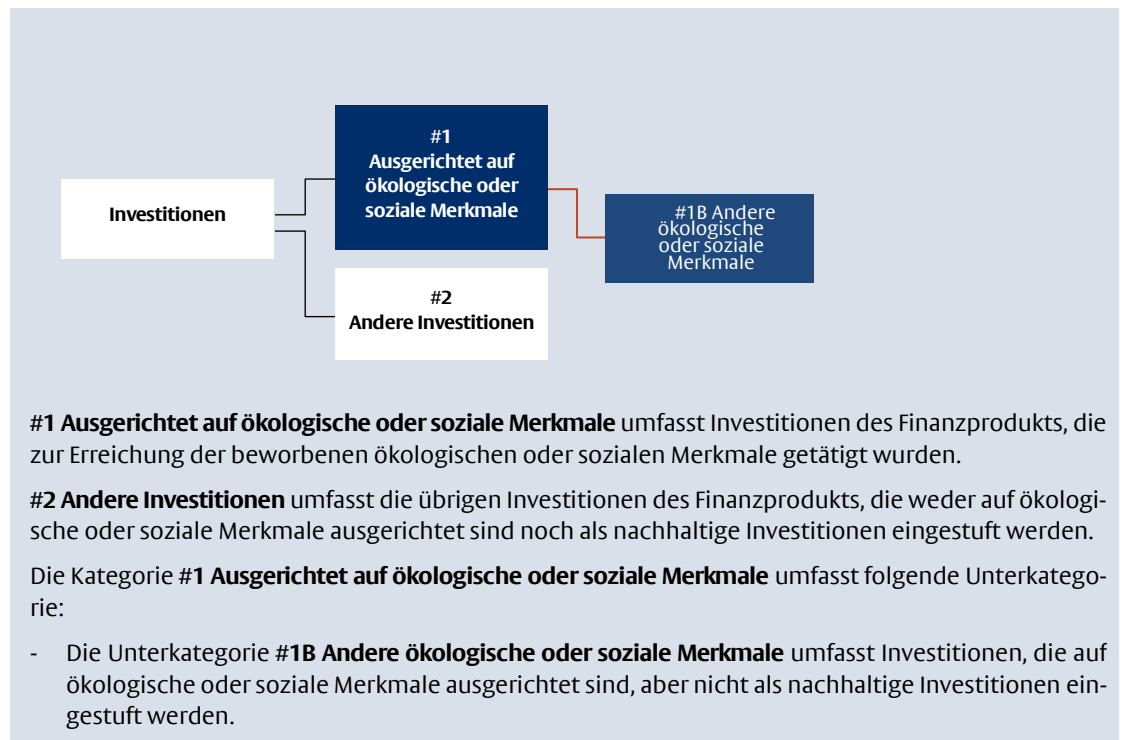 #1
Ausgerichtet auf
ökologische oder
soziale Merkmale
Investitionen
#1B Andere
ökologische
oder soziale
Merkmale
#2
Andere Investitionen
#1 Ausgerichtet auf ökologische oder soziale Merkmale umfasst Investitionen des Finanzprodukts, die
zur Erreichung der beworbenen ökologischen oder sozialen Merkmale getätigt wurden.
#2 Andere Investitionen umfasst die übrigen Investitionen des Finanzprodukts, die weder auf ökologi-
sche oder soziale Merkmale ausgerichtet sind noch als nachhaltige Investitionen eingestuft werden.
Die Kategorie #1 Ausgerichtet auf ökologische oder soziale Merkmale umfasst folgende Unterkatego-
rie:
- Die Unterkategorie #1B Andere ökologische oder soziale Merkmale umfasst Investitionen, die auf
ökologische oder soziale Merkmale ausgerichtet sind, aber nicht als nachhaltige Investitionen ein-
gestuft werden.